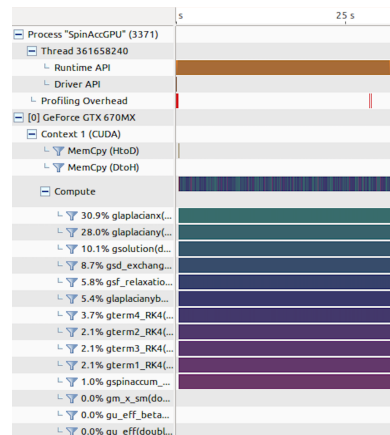 s 25 s
Process "SpinAccGPU" (3371)
Thread 361658240
Runtime API
Driver API
Profiling Overhead
[0] GeForce GTX 670MX
Context 1 (CUDA)
MemCpy (HtoD)
MemCpy (DtoH)
Compute
30.9% glaplacianx(...
28.0% glaplaciany(...
10.1% gsolution(d...
8.7% gsd_exchang...
5.8% gsf_relaxatio...
5.4% glaplacianyb...
3.7% gterm4_RK4(...
2.1% gterm2_RK4(...
2.1% gterm3_RK4(...
2.1% gterm1_RK4(...
1.0% gspinaccum_...
0.0% gm_x_sm(do...
0.0% gu_eff_beta...
0.0% gu_eff(doubl...